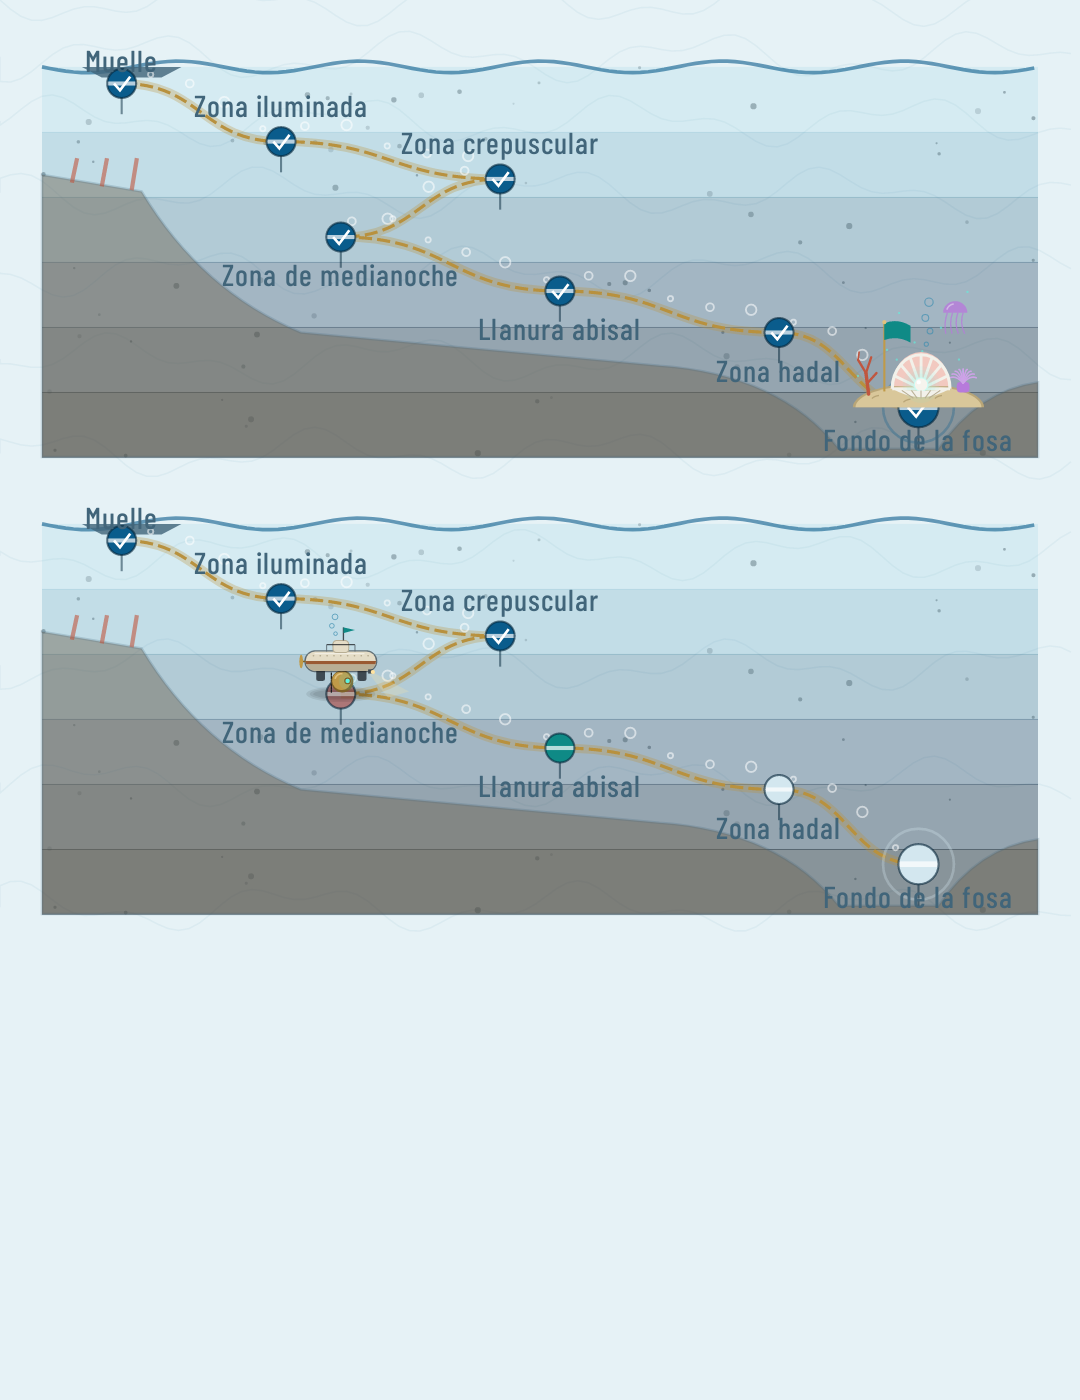 Muelle
Zona iluminada
Zona crepuscular
Zona de medianoche
Llanura abisal
Zona hadal
Fondo de la fosa
Muelle
Zona iluminada
Zona crepuscular
Zona de medianoche
Llanura abisal
Zona hadal
Fondo de la fosa